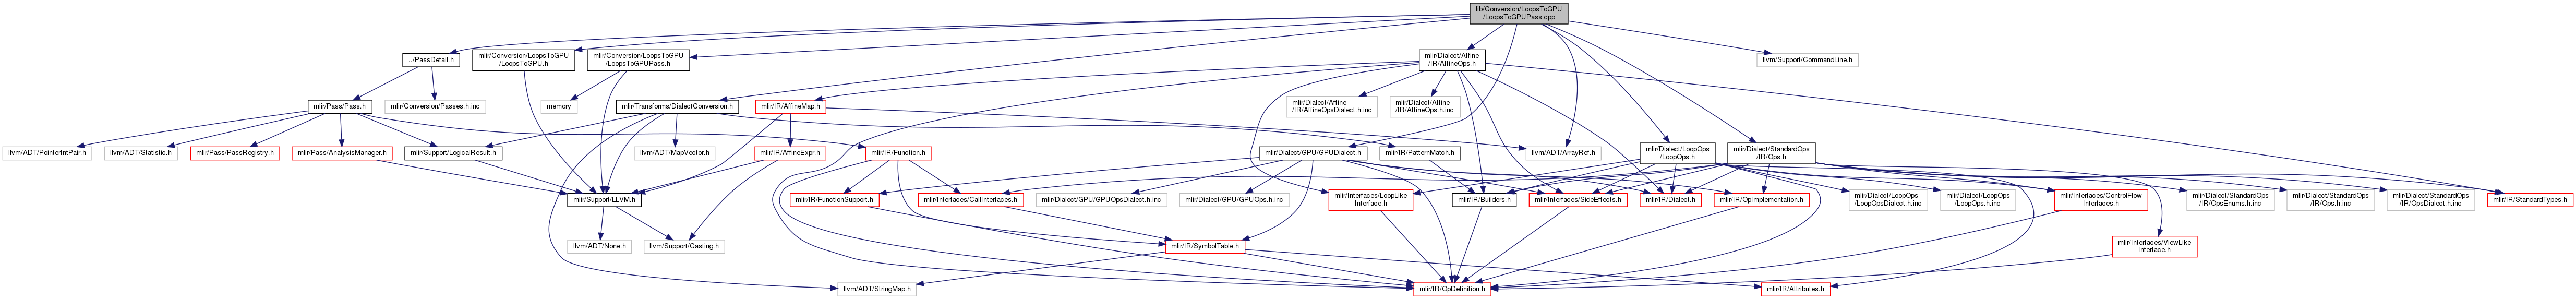 lib/Conversion/LoopsToGPU
/LoopsToGPUPass.cpp
../PassDetail.h
mlir/Conversion/LoopsToGPU
/LoopsToGPU.h
mlir/Conversion/LoopsToGPU
/LoopsToGPUPass.h
mlir/Dialect/Affine
/IR/AffineOps.h
llvm/Support/CommandLine.h
mlir/Pass/Pass.h
mlir/Conversion/Passes.h.inc
memory
mlir/Transforms/DialectConversion.h
mlir/IR/AffineMap.h
mlir/Dialect/Affine
/IR/AffineOpsDialect.h.inc
mlir/Dialect/Affine
/IR/AffineOps.h.inc
llvm/ADT/PointerIntPair.h
llvm/ADT/Statistic.h
mlir/Pass/PassRegistry.h
mlir/Pass/AnalysisManager.h
mlir/Support/LogicalResult.h
llvm/ADT/MapVector.h
mlir/IR/AffineExpr.h
mlir/IR/Function.h
mlir/Dialect/GPU/GPUDialect.h
mlir/IR/PatternMatch.h
llvm/ADT/ArrayRef.h
mlir/Dialect/LoopOps
/LoopOps.h
mlir/Dialect/StandardOps
/IR/Ops.h
mlir/Support/LLVM.h
mlir/IR/FunctionSupport.h
mlir/Interfaces/CallInterfaces.h
mlir/Dialect/GPU/GPUOpsDialect.h.inc
mlir/Dialect/GPU/GPUOps.h.inc
mlir/Interfaces/LoopLike
Interface.h
mlir/IR/Builders.h
mlir/Interfaces/SideEffects.h
mlir/IR/Dialect.h
mlir/IR/OpImplementation.h
mlir/Dialect/LoopOps
/LoopOpsDialect.h.inc
mlir/Dialect/LoopOps
/LoopOps.h.inc
mlir/Interfaces/ControlFlow
Interfaces.h
mlir/Dialect/StandardOps
/IR/OpsEnums.h.inc
mlir/Dialect/StandardOps
/IR/Ops.h.inc
mlir/Dialect/StandardOps
/IR/OpsDialect.h.inc
mlir/IR/StandardTypes.h
llvm/ADT/None.h
llvm/Support/Casting.h
mlir/IR/SymbolTable.h
mlir/Interfaces/ViewLike
Interface.h
llvm/ADT/StringMap.h
mlir/IR/OpDefinition.h
mlir/IR/Attributes.h